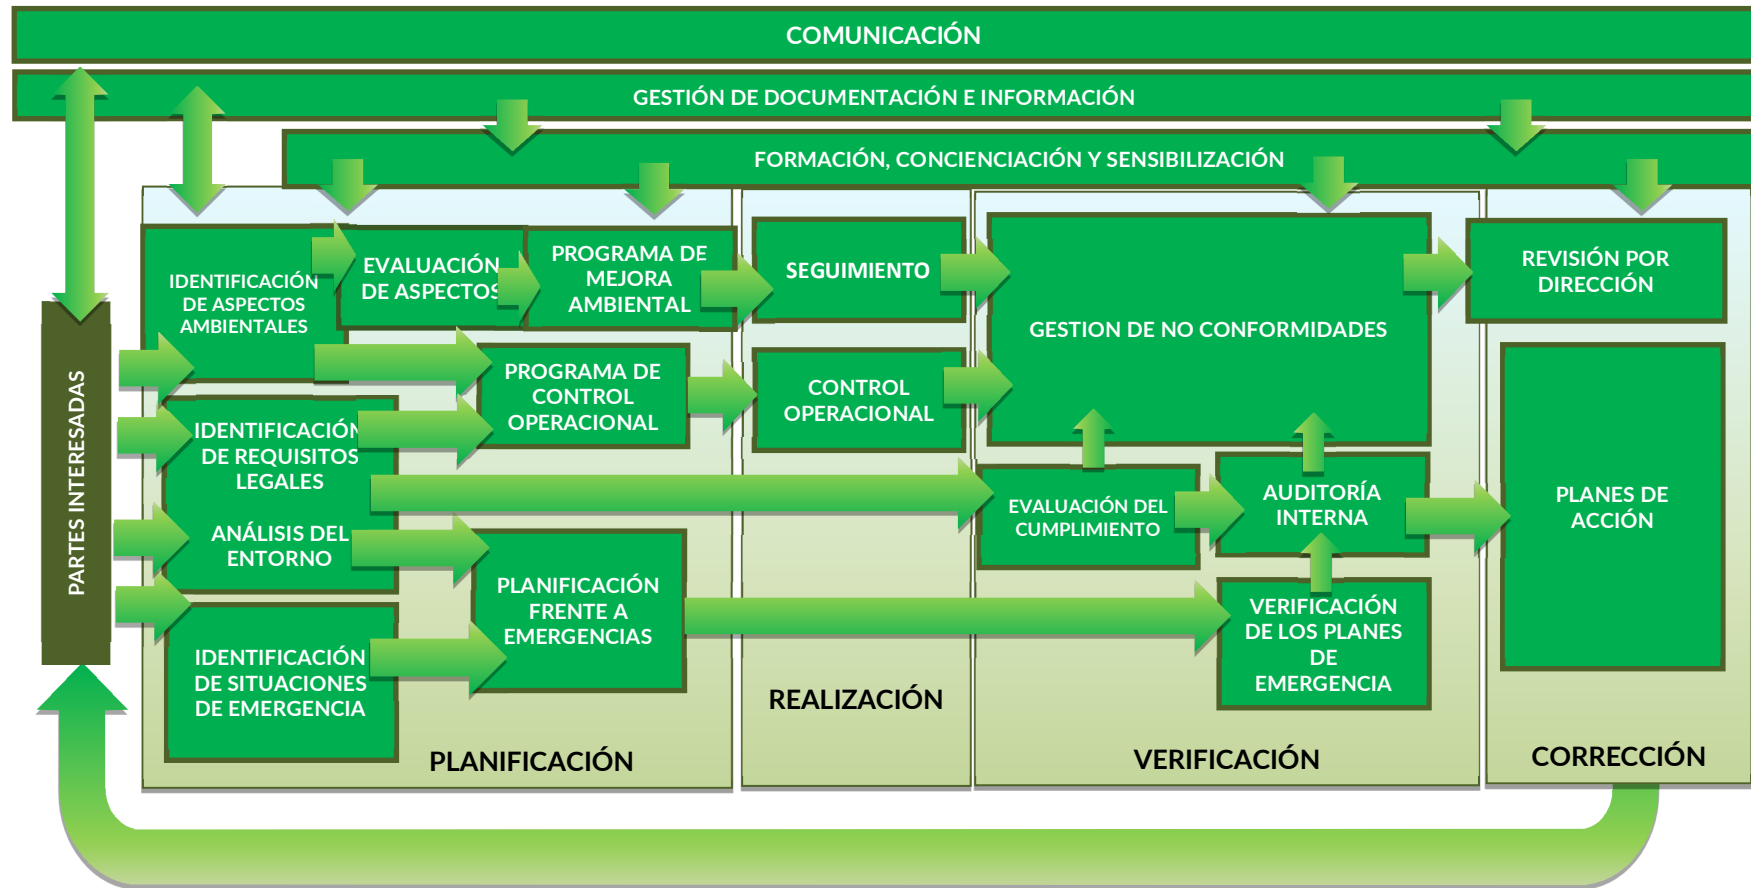 COMUNICACIÓN
GESTIÓN DE DOCUMENTACIÓN E INFORMACIÓN
FORMACIÓN, CONCIENCIACIÓN Y SENSIBILIZACIÓN
PARTES INTERESADAS
IDENTIFICACIÓN
DE ASPECTOS
AMBIENTALES
EVALUACIÓN
DE ASPECTOS
PROGRAMA DE
MEJORA
AMBIENTAL
PROGRAMA DE
CONTROL
OPERACIONAL
IDENTIFICACIÓN
DE REQUISITOS
LEGALES
ANÁLISIS DEL
ENTORNO
PLANIFICACIÓN
FRENTE A
EMERGENCIAS
IDENTIFICACIÓN
DE SITUACIONES
DE EMERGENCIA
PLANIFICACIÓN
SEGUIMIENTO
CONTROL
OPERACIONAL
REALIZACIÓN
GESTION DE NO CONFORMIDADES
EVALUACIÓN DEL
CUMPLIMIENTO
AUDITORÍA
INTERNA
VERIFICACIÓN
DE LOS PLANES
DE
EMERGENCIA
VERIFICACIÓN
REVISIÓN POR
DIRECCIÓN
PLANES DE
ACCIÓN
CORRECCIÓN